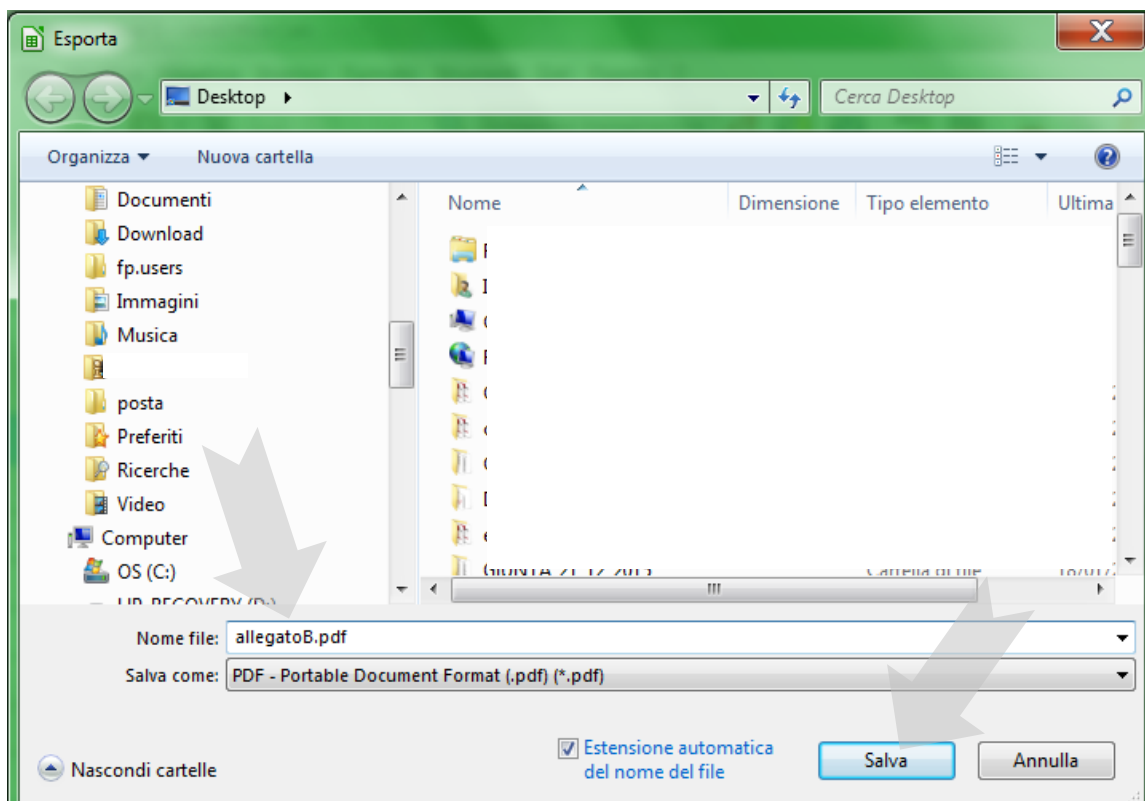 Esporta
Desktop
Cerca Desktop
Organizza
Nuova cartella
Documenti
Download
fp.users
Immagini
Musica
posta
Preferiti
Ricerche
Video
Computer
OS (C:)
Nome Dimensione Tipo elemento Ultima
Nome file: allegatoB.pdf
Salva come: PDF - Portable Document Format (.pdf) (*.pdf)
Estensione automatica
del nome del file
Salva
Annulla
Nascondi cartelle